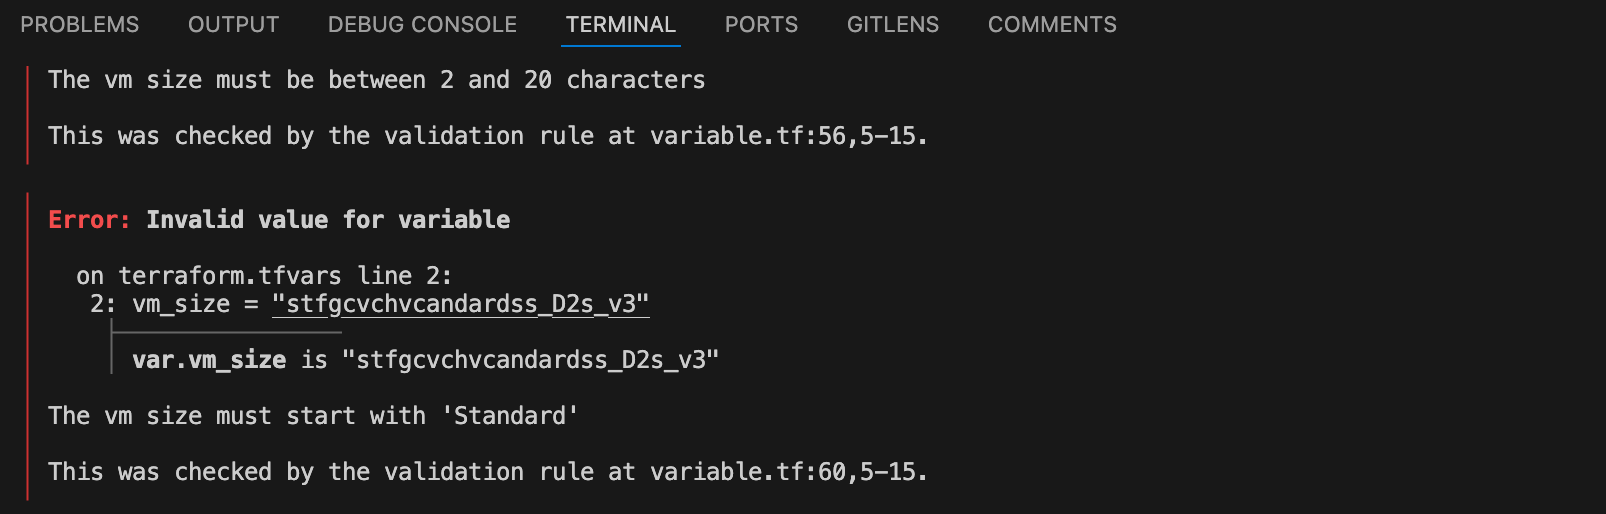 PROBLEMS OUTPUT DEBUG CONSOLE TERMINAL PORTS GITLENS COMMENTS
The vm size must be between 2 and 20 characters
This was checked by the validation rule at variable.tf:56,5-15.
Error: Invalid value for variable
on terraform.tfvars line 2:
2: vm_size = "stfgcvchvcandardss_D2s_v3"
var.vm_size is "stfgcvchvcandardss_D2s_v3"
The vm size must start with 'Standard'
This was checked by the validation rule at variable.tf:60,5-15.